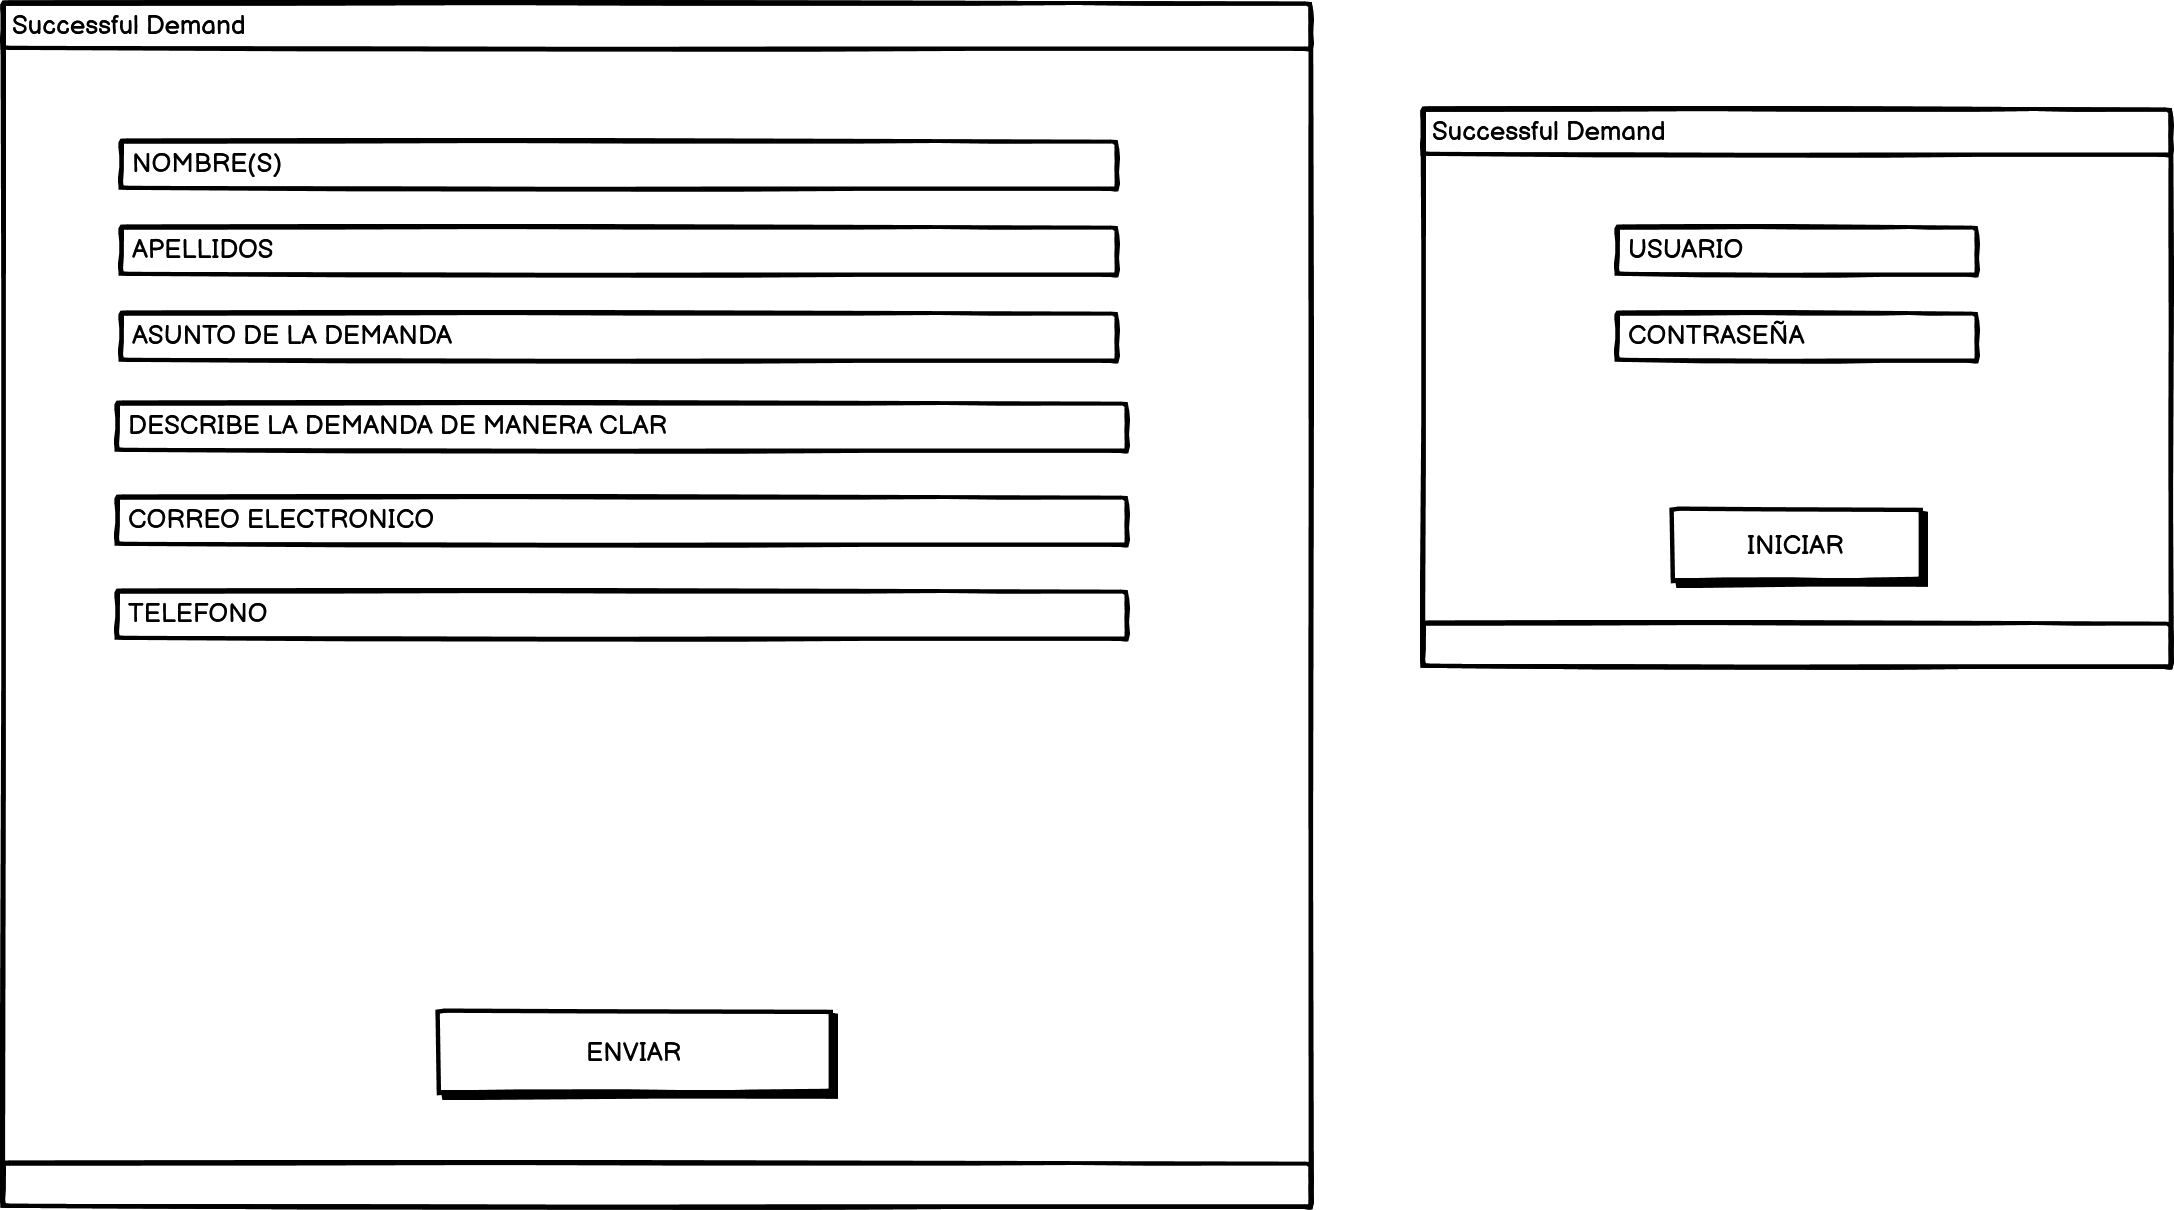 Successful Demand
NOMBRE(S)
APELLIDOS
ASUNTO DE LA DEMANDA
DESCRIBE LA DEMANDA DE MANERA CLAR
CORREO ELECTRONICO
TELEFONO
ENVIAR
Successful Demand
USUARIO
CONTRASEÑA
INICIAR